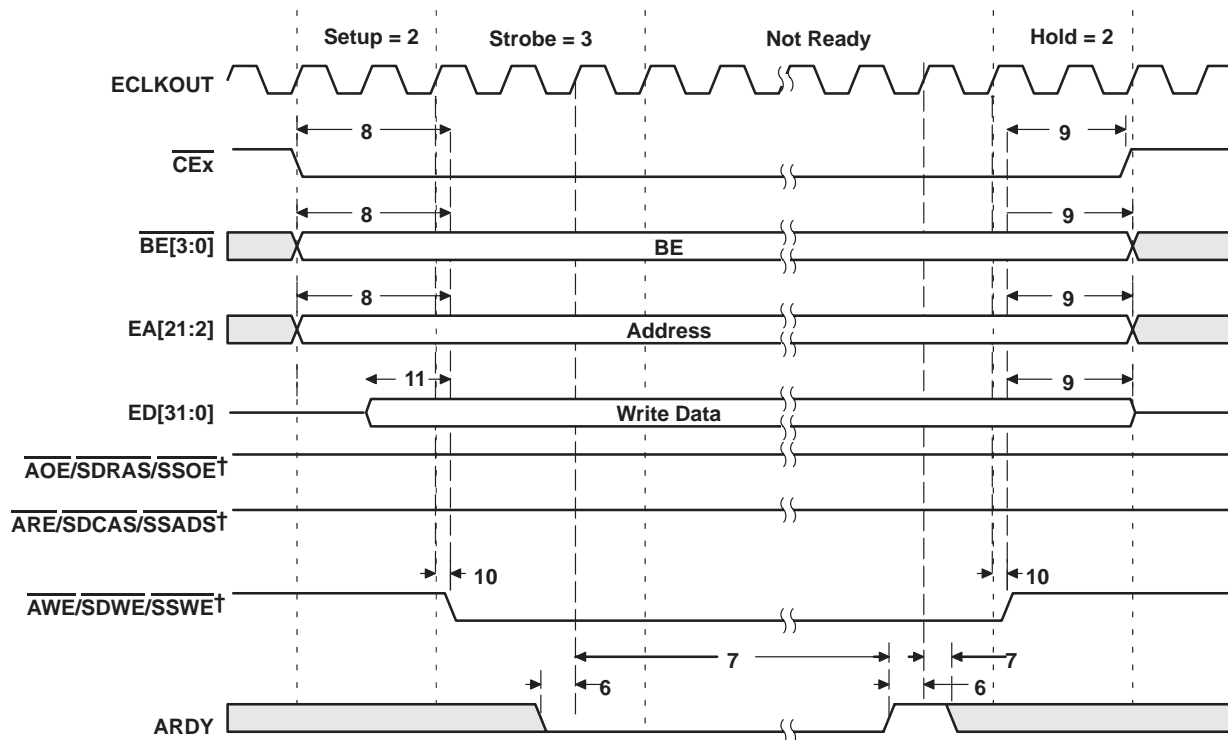 Setup = 2 Strobe = 3 Not Ready Hold = 2
ECLKOUT
8 9
CEx
8 9
BE[3:0] BE
8 9
EA[21:2] Address
11 9
ED[31:0] Write Data
AOE/SDRAS/SSOE†
ARE/SDCAS/SSADS†
10 10
AWE/SDWE/SSWE†
7 7
6 6
ARDY